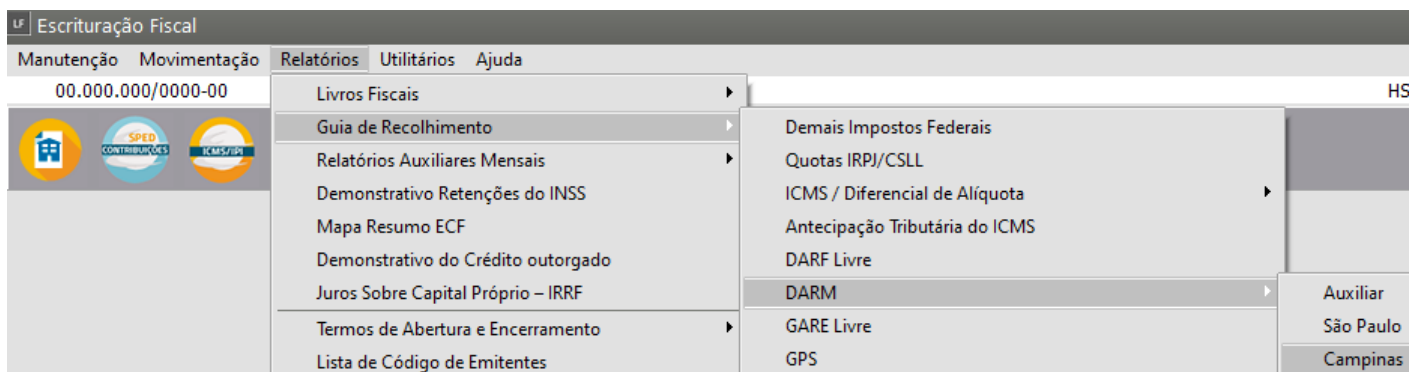 LF Escrituração Fiscal
Manutenção Movimentação Relatórios Utilitários Ajuda
00.000.000/0000-00
HS
SPED
CONTRIBUIÇÕES
ICMS/IPI
Livros Fiscais
Guia de Recolhimento
Relatórios Auxiliares Mensais
Demonstrativo Retenções do INSS
Mapa Resumo ECF
Demonstrativo do Crédito outorgado
Juros Sobre Capital Próprio – IRRF
Termos de Abertura e Encerramento
Lista de Código de Emitentes
Demais Impostos Federais
Quotas IRPJ/CSLL
ICMS / Diferencial de Alíquota
Antecipação Tributária do ICMS
DARF Livre
DARM
GARE Livre
GPS
Auxiliar
São Paulo
Campinas